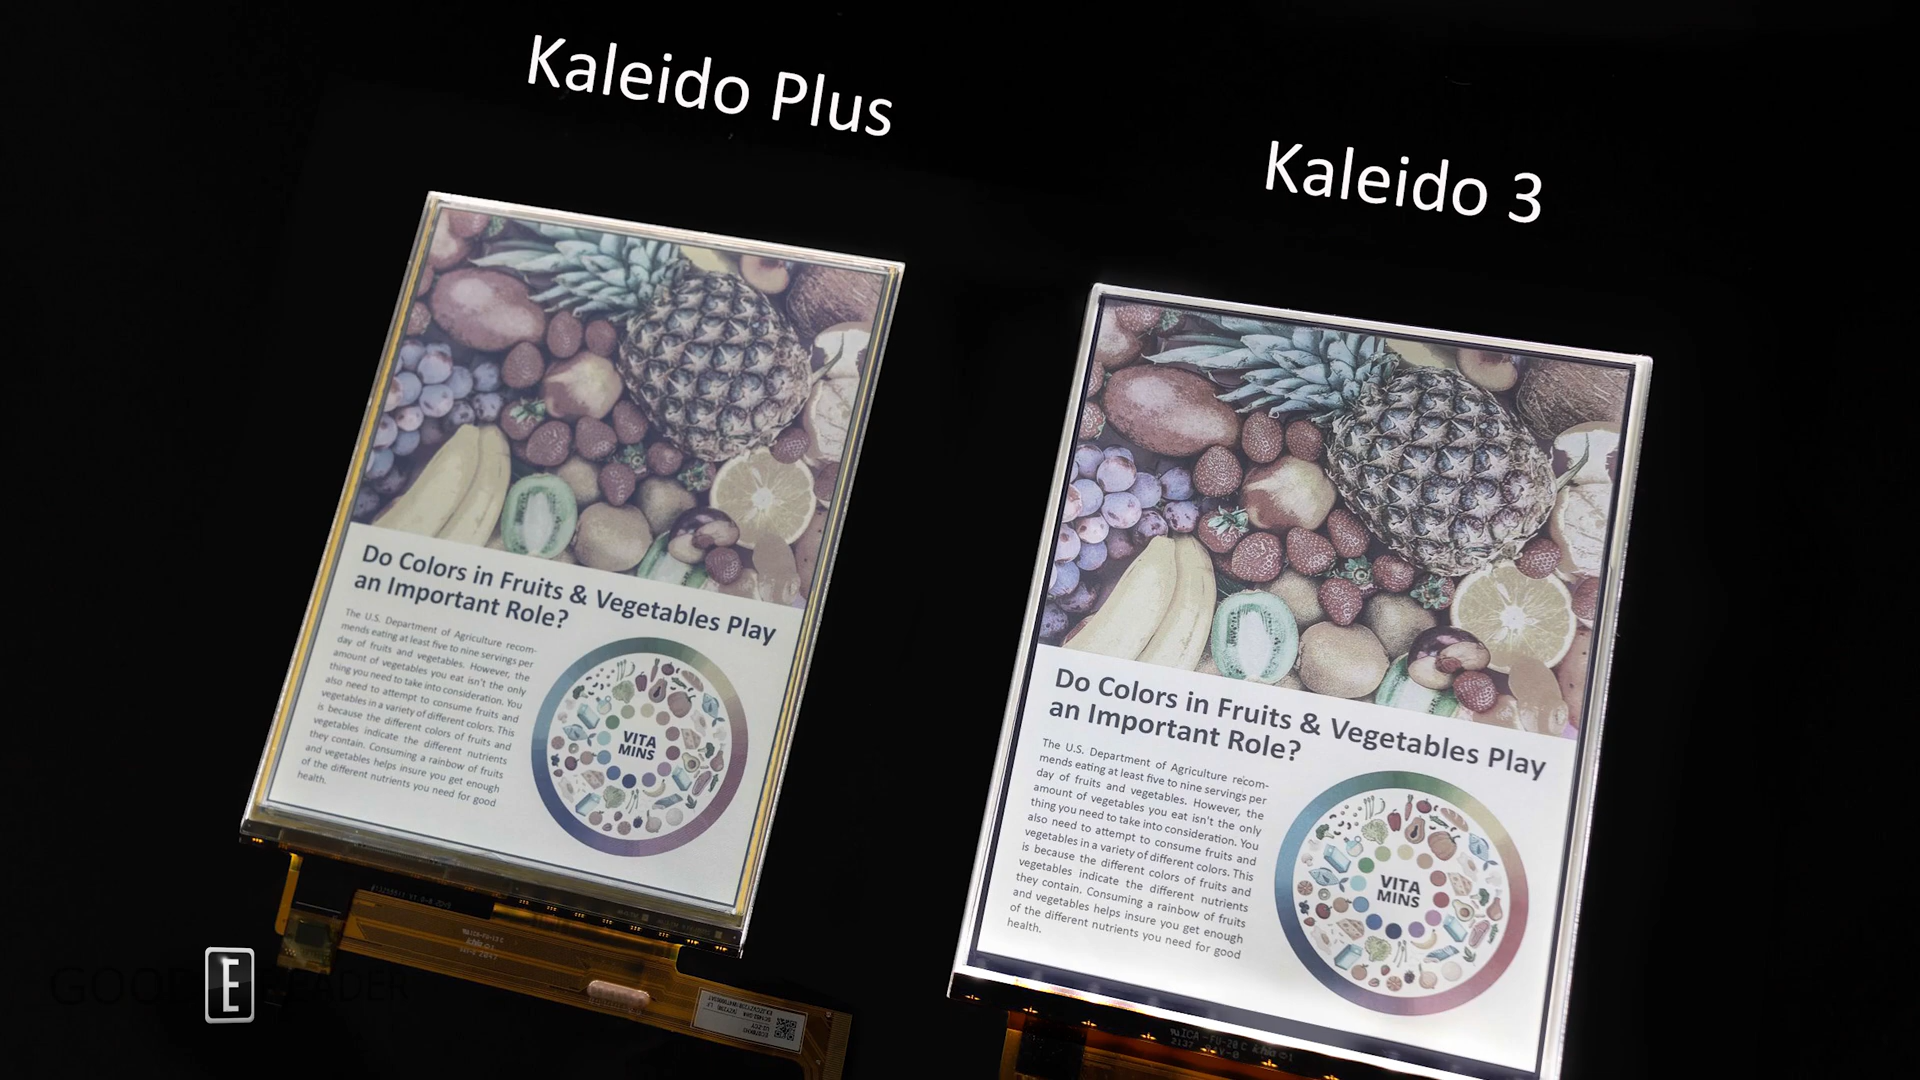 Kaleido Plus
Kaleido 3
Do Colors in Fruits & Vegetables Play
an Important Role?
The U.S. Department of Agriculture recom-
mends eating at least five to nine servings per
day of fruits and vegetables. However, the
amount of vegetables you eat isn't the only
thing you need to take into consideration. You
also need to attempt to consume fruits and
vegetables in a variety of different colors. This
is because the different colors of fruits and
vegetables indicate the different nutrients
they contain. Consuming a rainbow of fruits
and vegetables helps insure you get enough
of the different nutrients you need for good
health.
VITA
MINS
Do Colors in Fruits & Vegetables Play
an Important Role?
The U.S. Department of Agriculture recom-
mends eating at least five to nine servings per
day of fruits and vegetables. However, the
amount of vegetables you eat isn't the only
thing you need to take into consideration. You
also need to attempt to consume fruits and
vegetables in a variety of different colors. This
is because the different colors of fruits and
vegetables indicate the different nutrients
they contain. Consuming a rainbow of fruits
and vegetables helps insure you get enough
of the different nutrients you need for good
health.
VITA
MINS
GOOD E READER